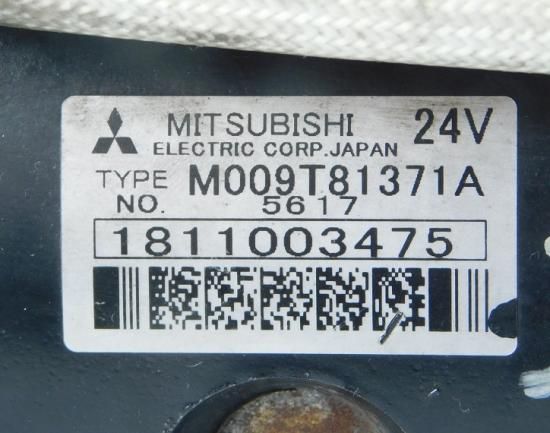 MITSUBISHI 24V
ELECTRIC CORP.JAPAN
TYPE M009T81371A
NO. 5617
1811003475